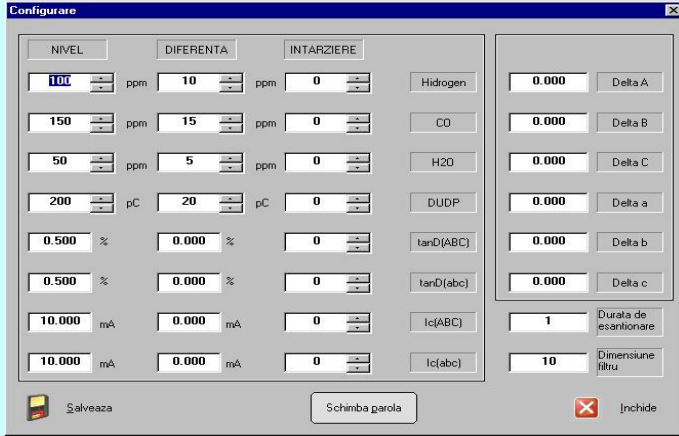 Configurare
NIVEL DIFERENTA INTARZIERE
100 ppm 10 ppm 0 Hidrogen 0.000 Delta A
150 ppm 15 ppm 0 CO 0.000 Delta B
50 ppm 5 ppm 0 H2O 0.000 Delta C
200 pC 20 pC 0 DUDP 0.000 Delta a
0.500 % 0.000 % 0 tanD(ABC) 0.000 Delta b
0.500 % 0.000 % 0 tanD(abc) 0.000 Delta c
10.000 mA 0.000 mA 0 Ic(ABC) 1 Durata de
esantionare
10.000 mA 0.000 mA 0 Ic(abc) 10 Dimensiune
filtru
Salveaza Schimba parola Inchide